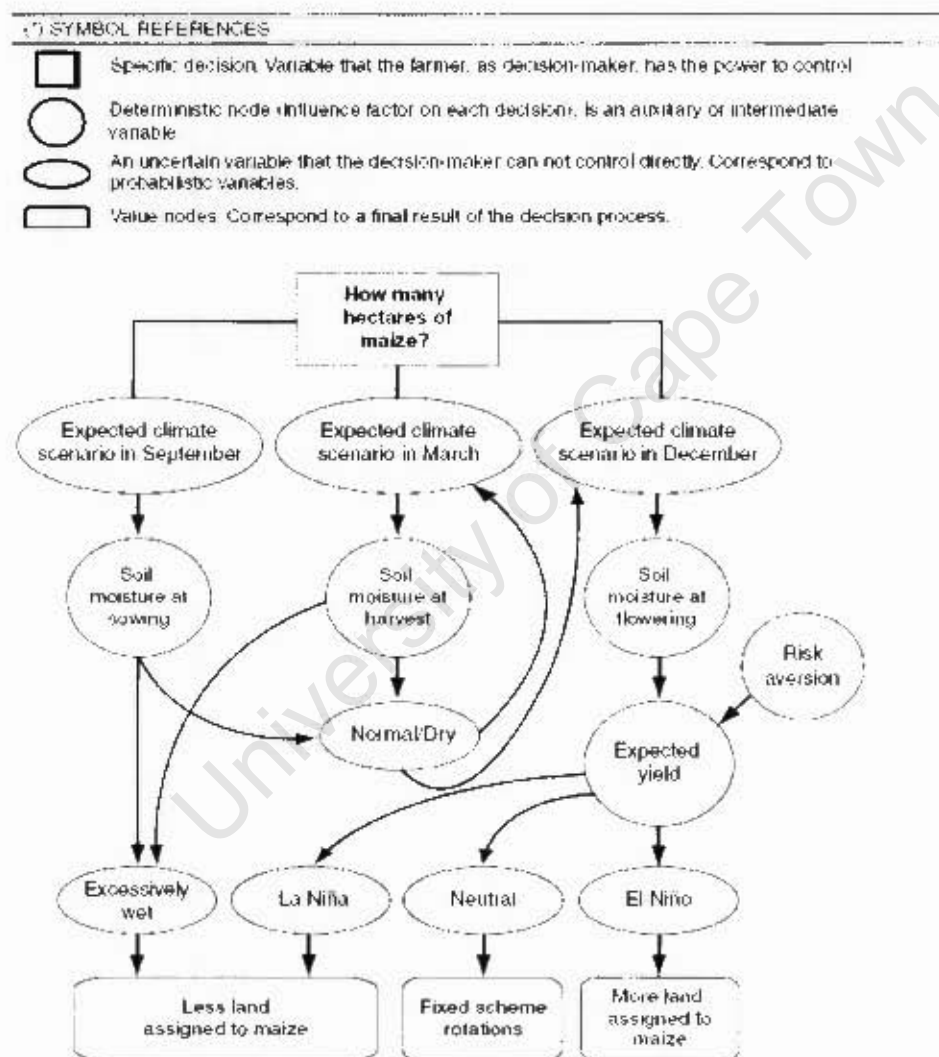 (*) SYMBOL REFERENCES
Specific decision. Variable that the farmer, as decision-maker, has the power to control
Deterministic node (influence factor on each decision). Is an auxiliary or intermediate
variable
An uncertain variable that the decision-maker can not control directly. Correspond to
probabilistic variables.
Value nodes. Correspond to a final result of the decision process.
How many
hectares of
maize?
Expected climate
scenario in September
Expected climate
scenario in March
Expected climate
scenario in December
Soil
moisture at
sowing
Soil
moisture at
harvest
Soil
moisture at
flowering
Risk
aversion
Normal/Dry
Expected
yield
Excessively
wet
La Niña
Neutral
El Niño
Less land
assigned to maize
Fixed scheme
rotations
More land
assigned to
maize
University of Cape Town